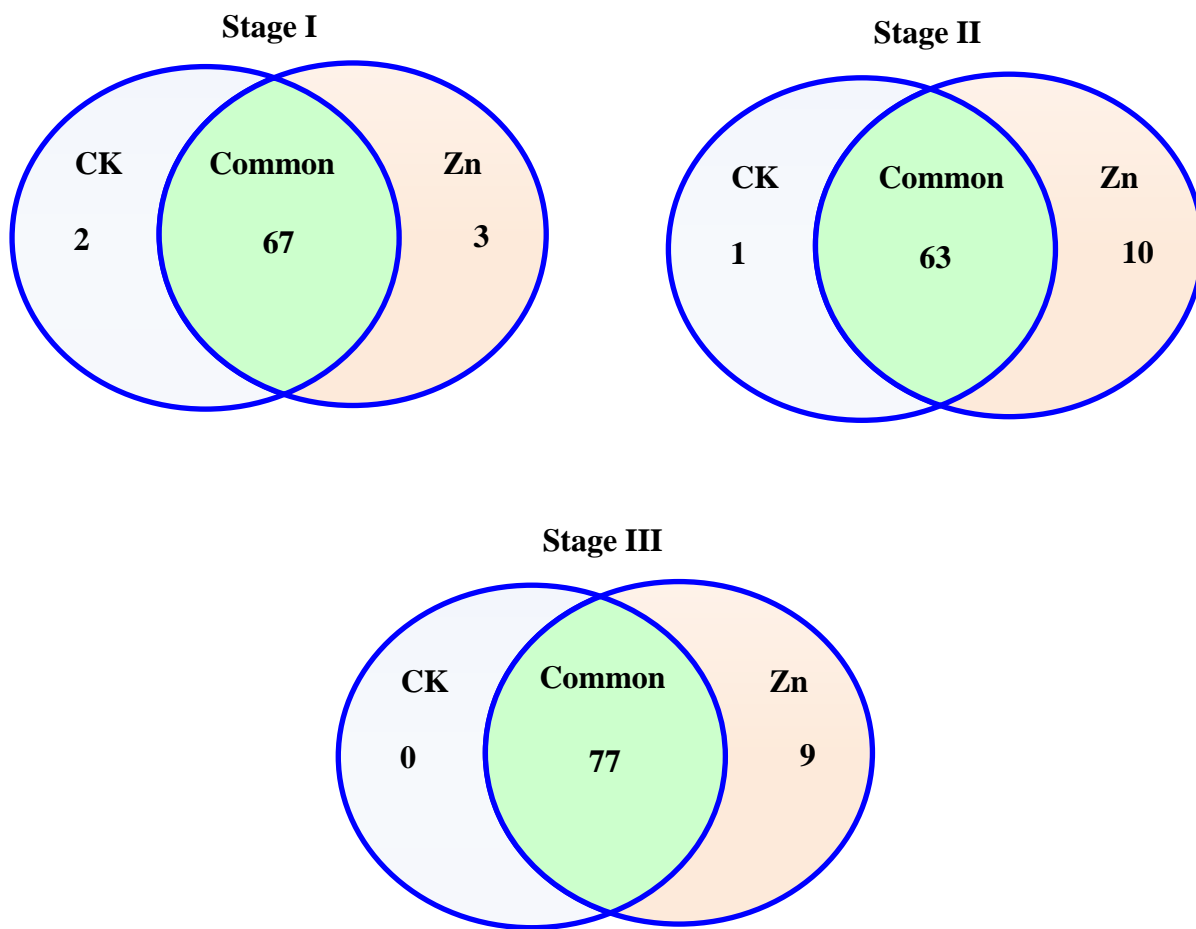 Stage I
CK Common Zn
2 67 3
Stage II
CK Common Zn
1 63 10
Stage III
CK Common Zn
0 77 9